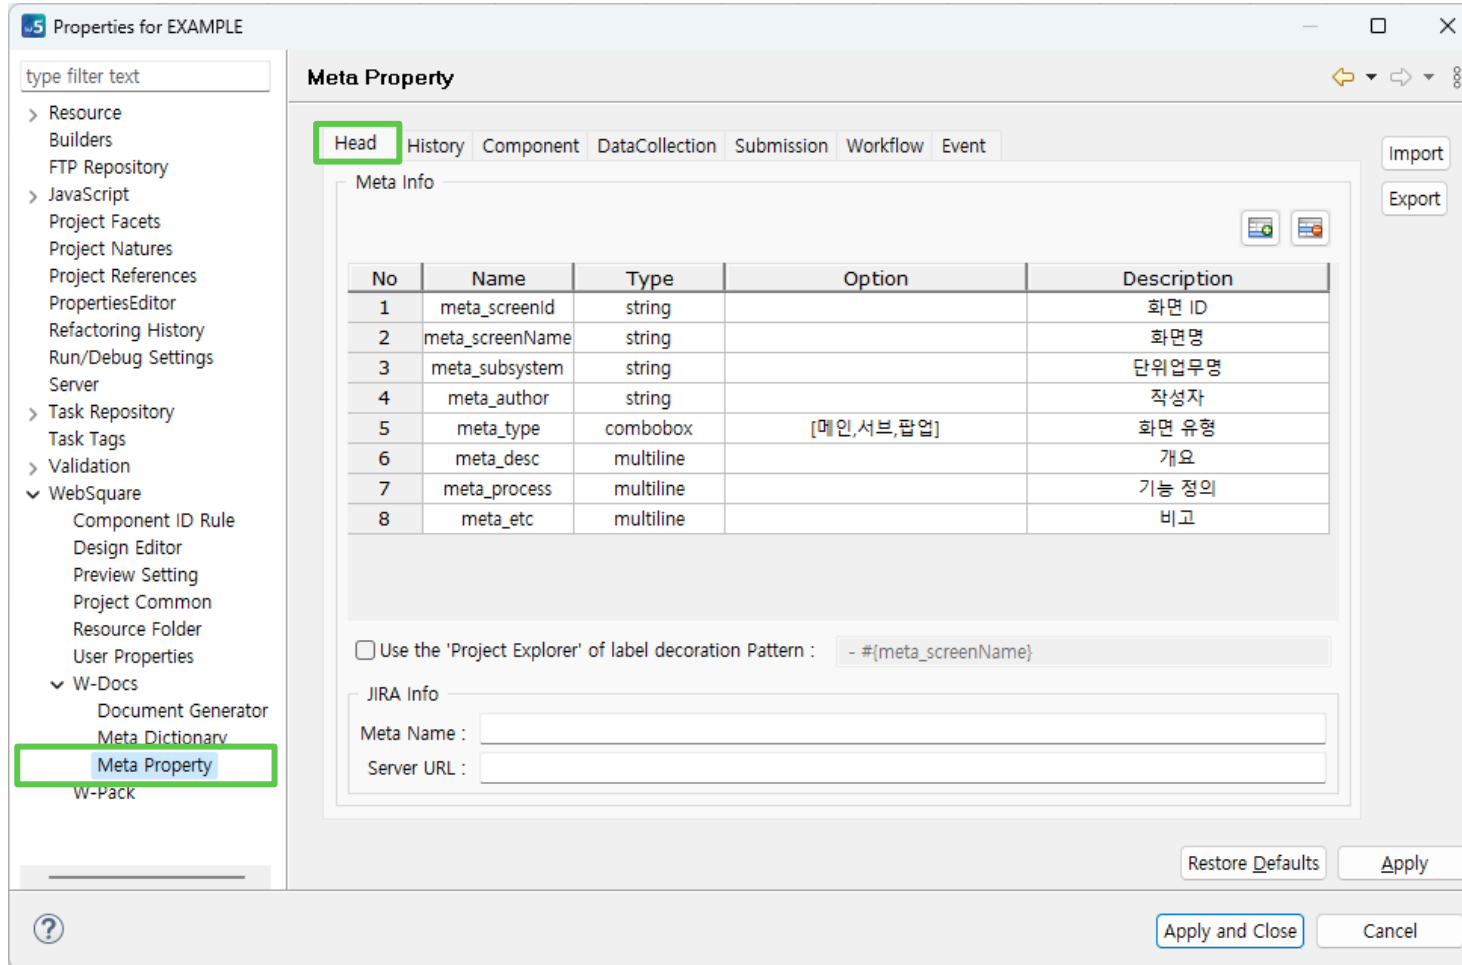 Properties for EXAMPLE
type filter text
Resource
Builders
FTP Repository
JavaScript
Project Facets
Project Natures
Project References
PropertiesEditor
Refactoring History
Run/Debug Settings
Server
Task Repository
Task Tags
Validation
WebSquare
Component ID Rule
Design Editor
Preview Setting
Project Common
Resource Folder
User Properties
W-Docs
Document Generator
Meta Dictionary
Meta Property
W-Pack
Meta Property
Head History Component DataCollection Submission Workflow Event
Import
Export
Meta Info
No Name Type Option Description
1 meta_screenId string 화면 ID
2 meta_screenName string 화면명
3 meta_subsystem string 단위업무명
4 meta_author string 작성자
5 meta_type combobox [메인,서브,팝업] 화면 유형
6 meta_desc multiline 개요
7 meta_process multiline 기능 정의
8 meta_etc multiline 비고
Use the 'Project Explorer' of label decoration Pattern : - #{meta_screenName}
JIRA Info
Meta Name :
Server URL :
Restore Defaults Apply
Apply and Close Cancel